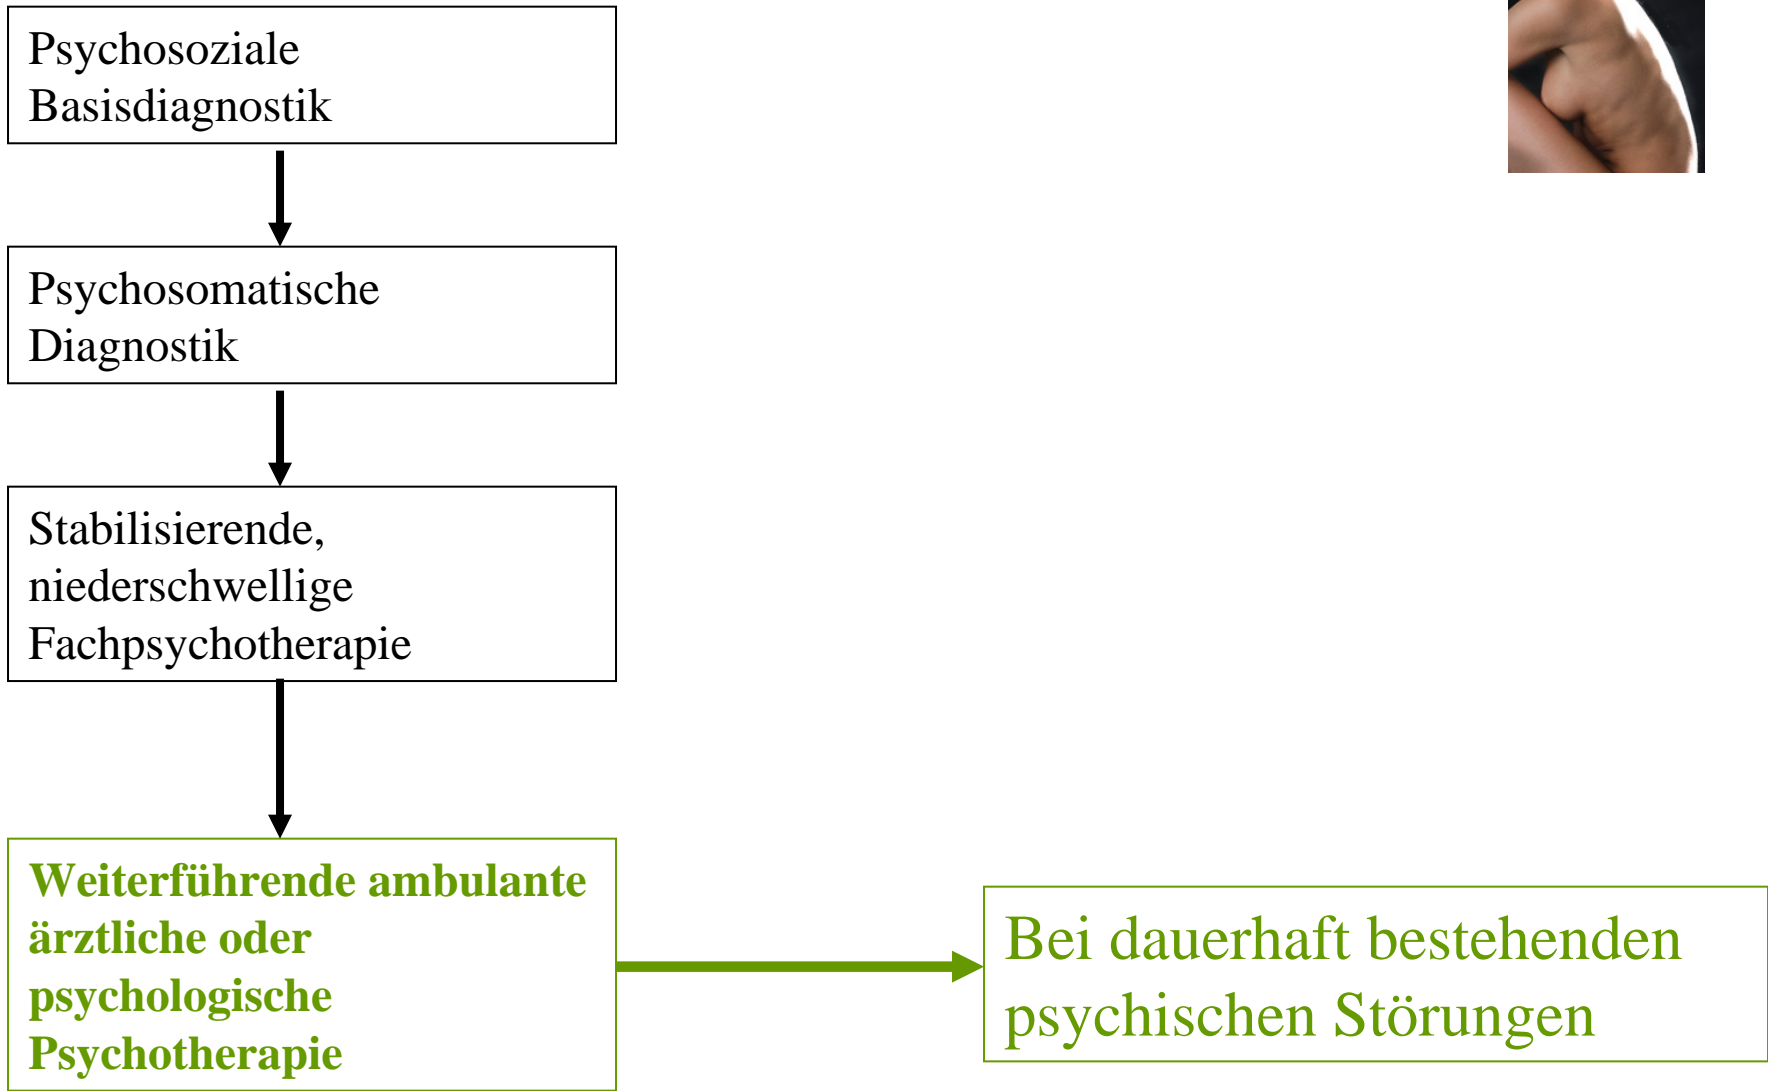 Psychosoziale
Basisdiagnostik
Psychosomatische
Diagnostik
Stabilisierende,
niederschwellige
Fachpsychotherapie
Weiterführende ambulante
ärztliche oder
psychologische
Psychotherapie
Bei dauerhaft bestehenden
psychischen Störungen